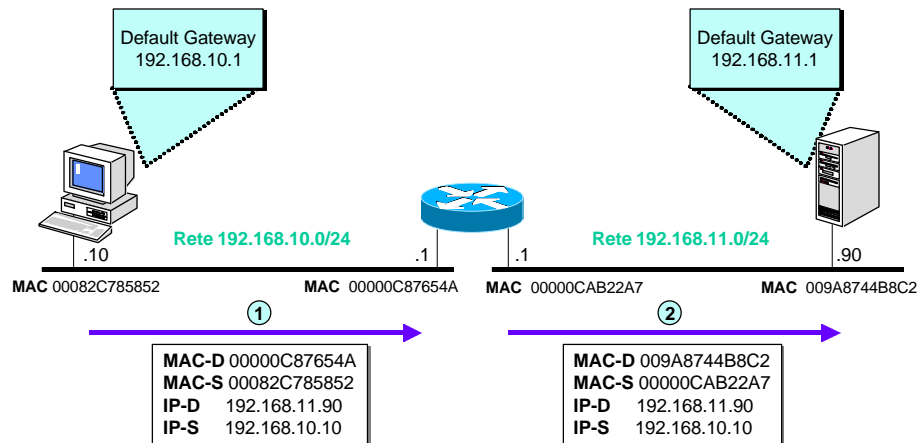 Default Gateway
192.168.10.1
Default Gateway
192.168.11.1
Rete 192.168.10.0/24
Rete 192.168.11.0/24
.10
.1
.1
.90
MAC 00082C785852
MAC 00000C87654A
MAC 00000CAB22A7
MAC 009A8744B8C2
1
2
MAC-D 00000C87654A
MAC-S 00082C785852
IP-D 192.168.11.90
IP-S 192.168.10.10
MAC-D 009A8744B8C2
MAC-S 00000CAB22A7
IP-D 192.168.11.90
IP-S 192.168.10.10